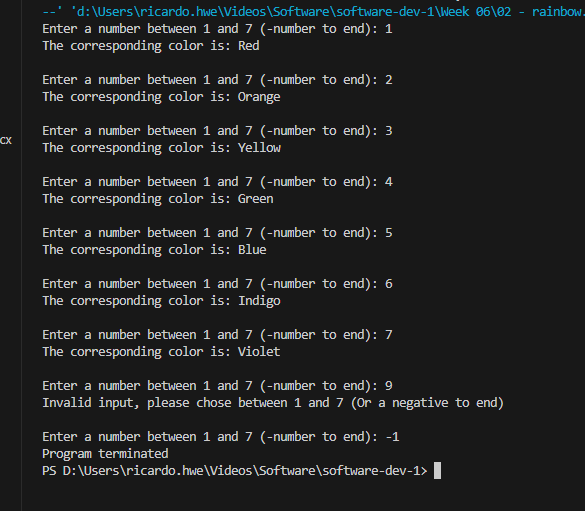 --' 'd:\Users\ricardo.hwe\Videos\Software\software-dev-1\Week 06\02 - rainbow.
Enter a number between 1 and 7 (-number to end): 1
The corresponding color is: Red
Enter a number between 1 and 7 (-number to end): 2
The corresponding color is: Orange
Enter a number between 1 and 7 (-number to end): 3
cx
The corresponding color is: Yellow
Enter a number between 1 and 7 (-number to end): 4
The corresponding color is: Green
Enter a number between 1 and 7 (-number to end): 5
The corresponding color is: Blue
Enter a number between 1 and 7 (-number to end): 6
The corresponding color is: Indigo
Enter a number between 1 and 7 (-number to end): 7
The corresponding color is: Violet
Enter a number between 1 and 7 (-number to end): 9
Invalid input, please chose between 1 and 7 (Or a negative to end)
Enter a number between 1 and 7 (-number to end): -1
Program terminated
PS D:\Users\ricardo.hwe\Videos\Software\software-dev-1>